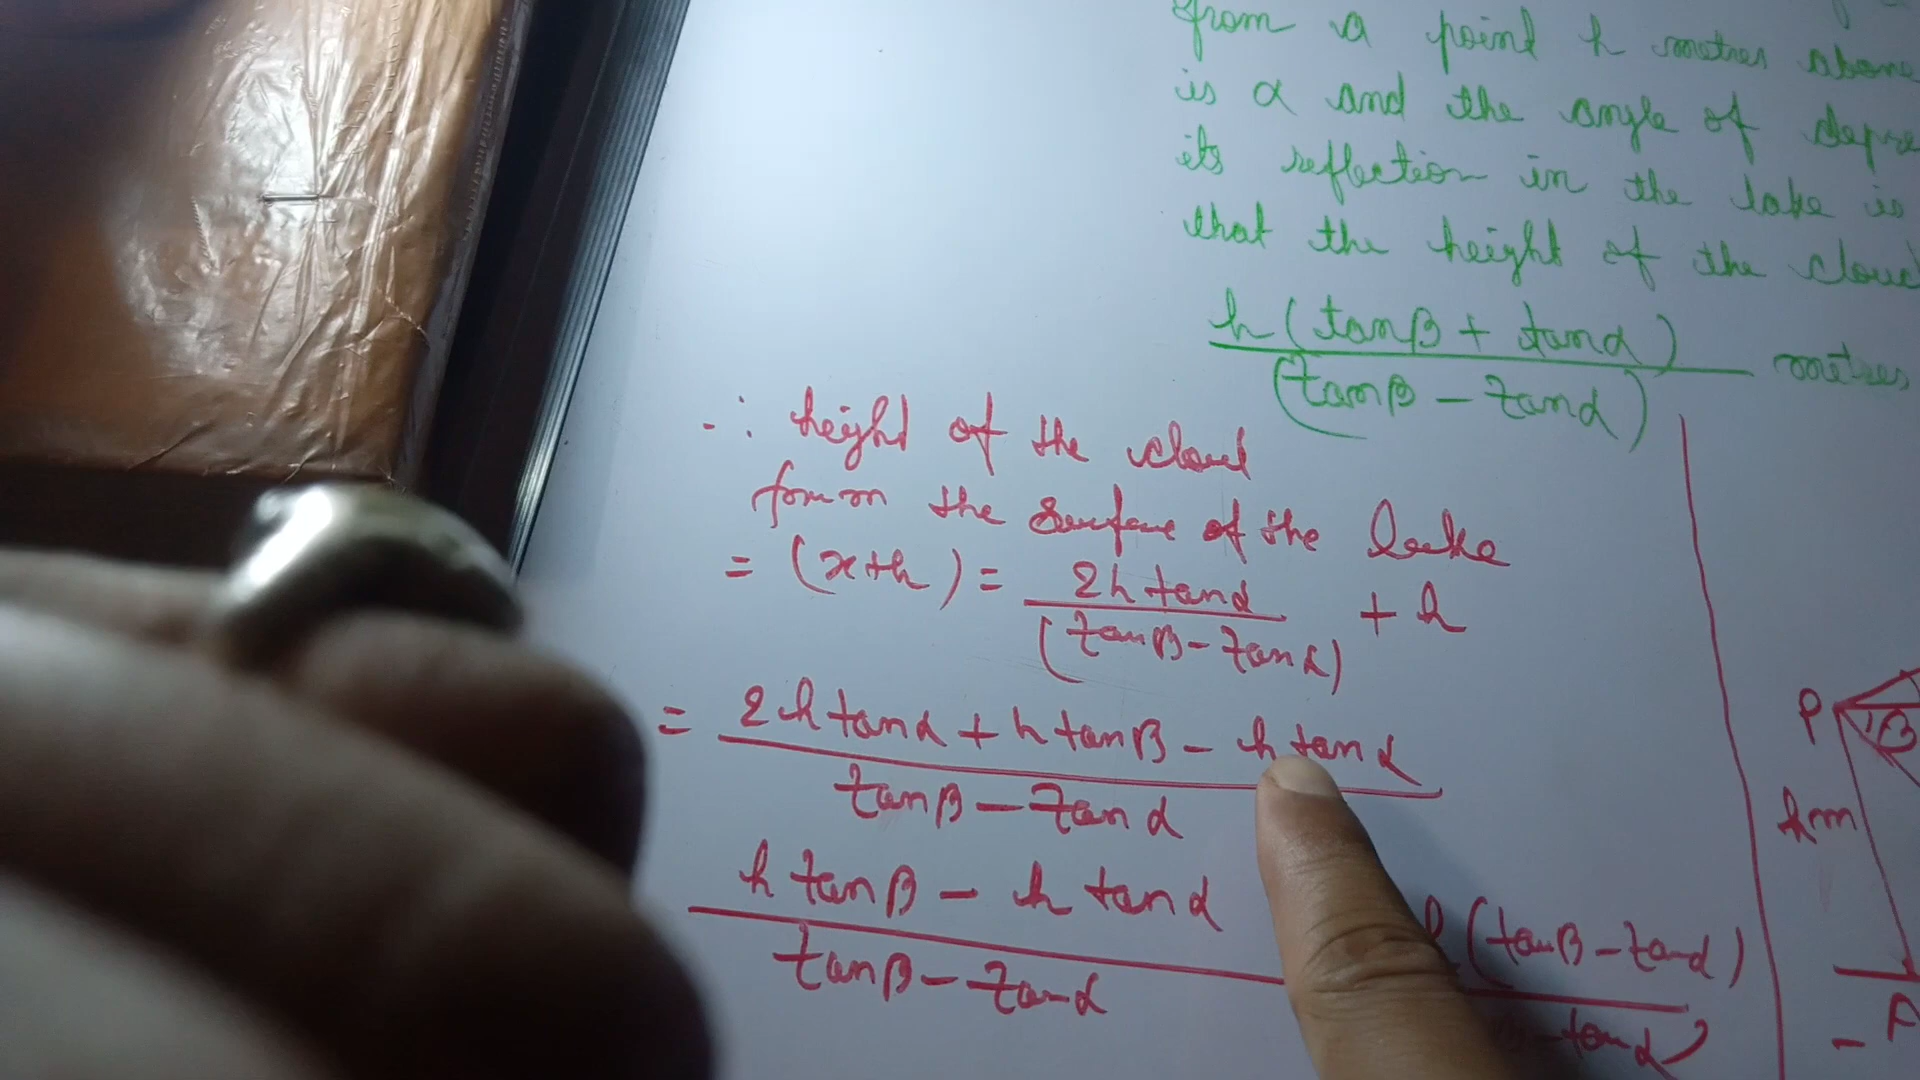 from a point h metres above
is α and the angle of depre
its reflection in the lake is
that the height of the cloud
h(tanβ + tanα)
(tanβ - tanα)
metres
∴ height of the cloud
from the surface of the lake
= (x+h) = 2h tanα / (tanβ - tanα) + h
= 2h tanα + h tanβ - h tanα
tanβ - tanα
h tanβ - h tanα
tanβ - tanα
(tanβ - tanα)
- tanα)
P
β
hm
A